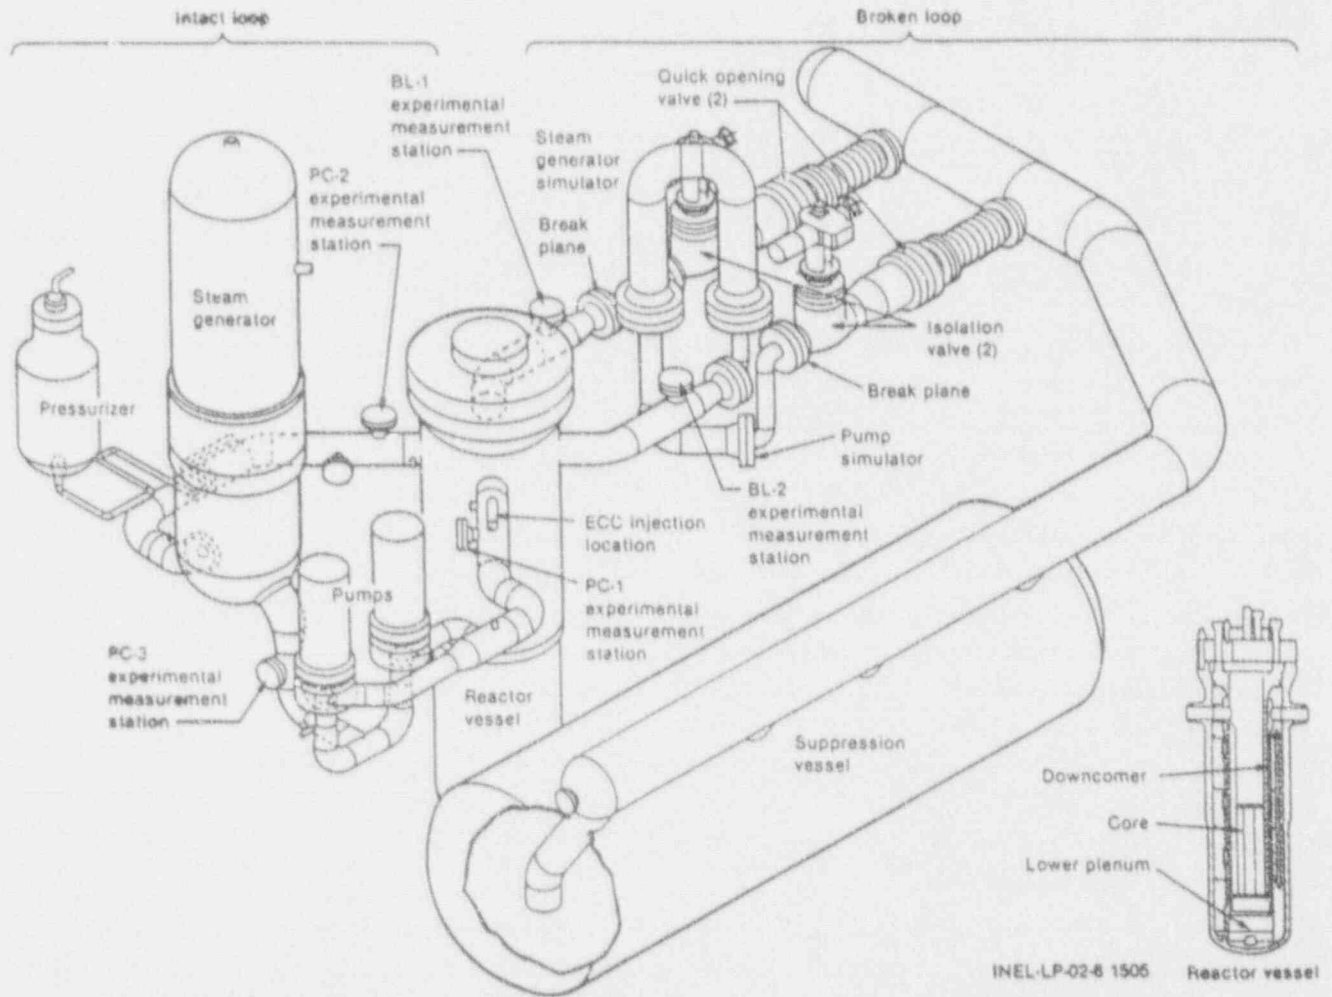 Intact loop
Broken loop
BL-1
experimental
measurement
station
Quick opening
valve (2)
Steam
generator
simulator
PC-2
experimental
measurement
station
Break
plane
Steam
generator
Isolation
valve (2)
Pressurizer
Break plane
Pump
simulator
BL-2
experimental
measurement
station
ECC injection
location
Pumps
PC-1
experimental
measurement
station
PC-3
experimental
measurement
station
Reactor
vessel
Suppression
vessel
Downcomer
Core
Lower plenum
INEL-LP-02-6 1505
Reactor vessel